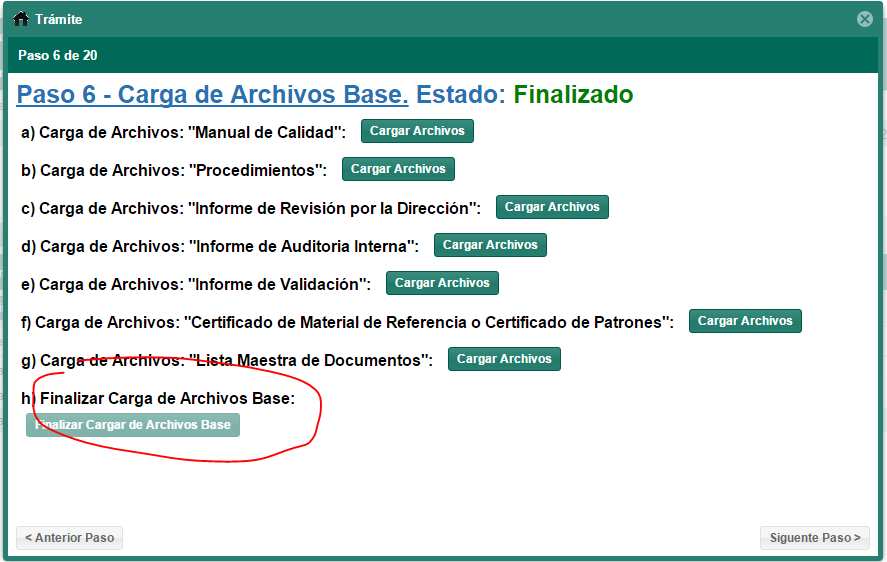 Trámite
Paso 6 de 20
Paso 6 - Carga de Archivos Base. Estado: Finalizado
a) Carga de Archivos: "Manual de Calidad": Cargar Archivos
b) Carga de Archivos: "Procedimientos": Cargar Archivos
c) Carga de Archivos: "Informe de Revisión por la Dirección": Cargar Archivos
d) Carga de Archivos: "Informe de Auditoria Interna": Cargar Archivos
e) Carga de Archivos: "Informe de Validación": Cargar Archivos
f) Carga de Archivos: "Certificado de Material de Referencia o Certificado de Patrones": Cargar Archivos
g) Carga de Archivos: "Lista Maestra de Documentos": Cargar Archivos
h) Finalizar Carga de Archivos Base:
Finalizar Cargar de Archivos Base
< Anterior Paso Siguente Paso >